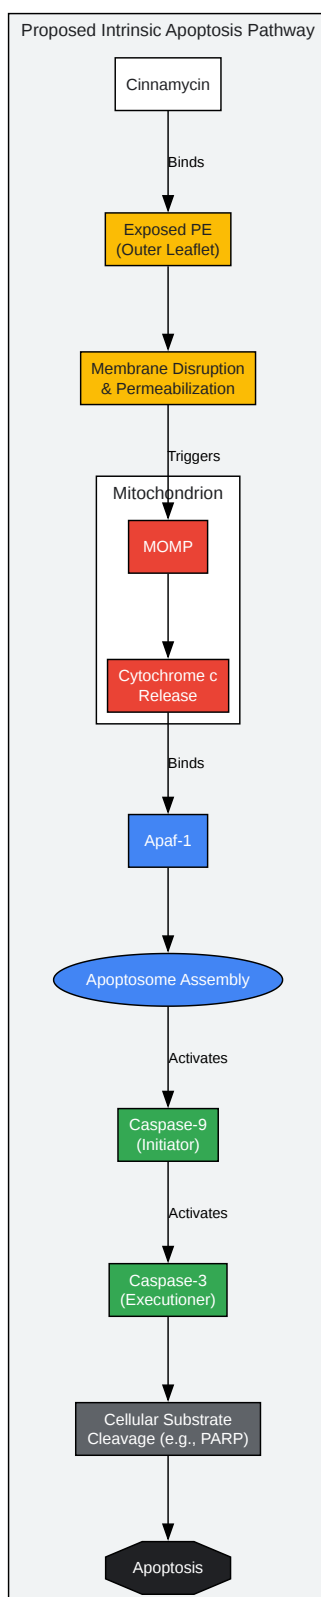 Proposed Intrinsic Apoptosis Pathway
Cinnamycin
Binds
Exposed PE
(Outer Leaflet)
Membrane Disruption
& Permeabilization
Triggers
Mitochondrion
MOMP
Cytochrome c
Release
Binds
Apaf-1
Apoptosome Assembly
Activates
Caspase-9
(Initiator)
Activates
Caspase-3
(Executioner)
Cellular Substrate
Cleavage (e.g., PARP)
Apoptosis